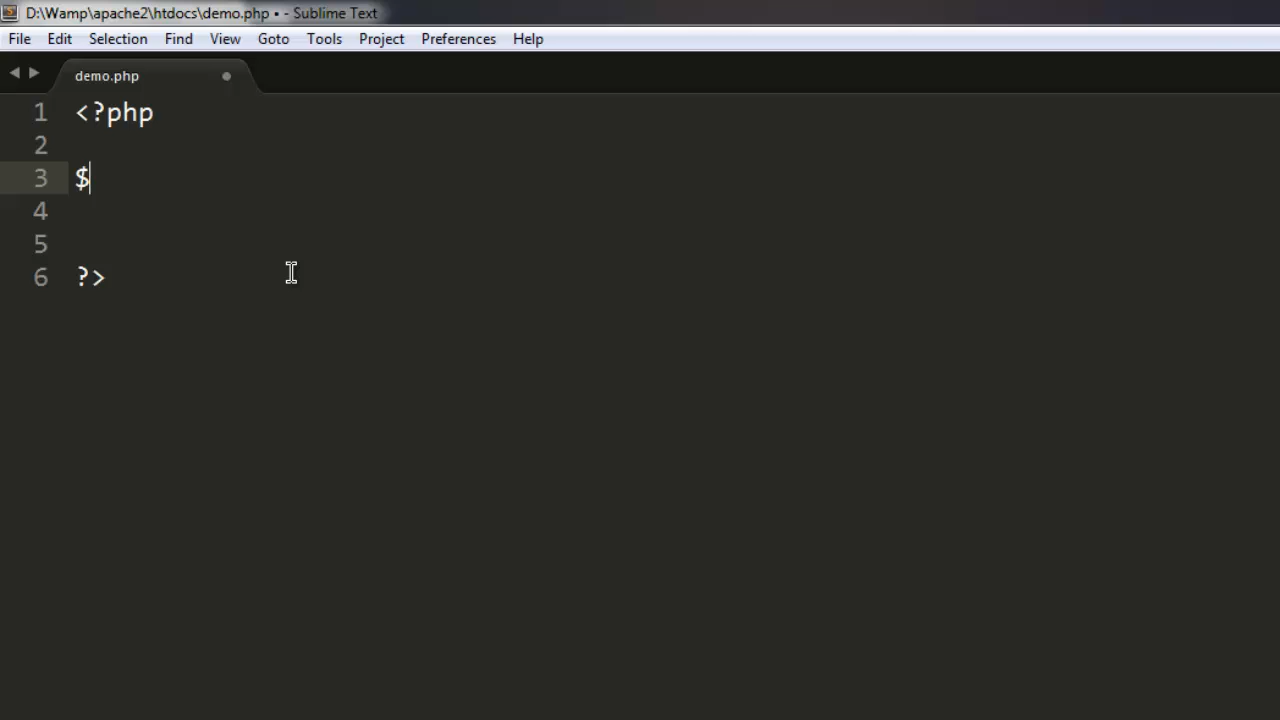 D:\Wamp\apache2\htdocs\demo.php • - Sublime Text
File Edit Selection Find View Goto Tools Project Preferences Help
demo.php
1 <?php
2
3 $
4
5
6 ?>